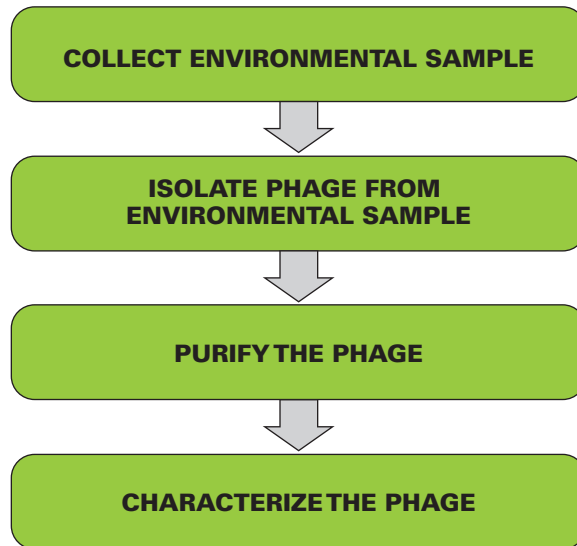 COLLECT ENVIRONMENTAL SAMPLE
ISOLATE PHAGE FROM
ENVIRONMENTAL SAMPLE
PURIFY THE PHAGE
CHARACTERIZE THE PHAGE